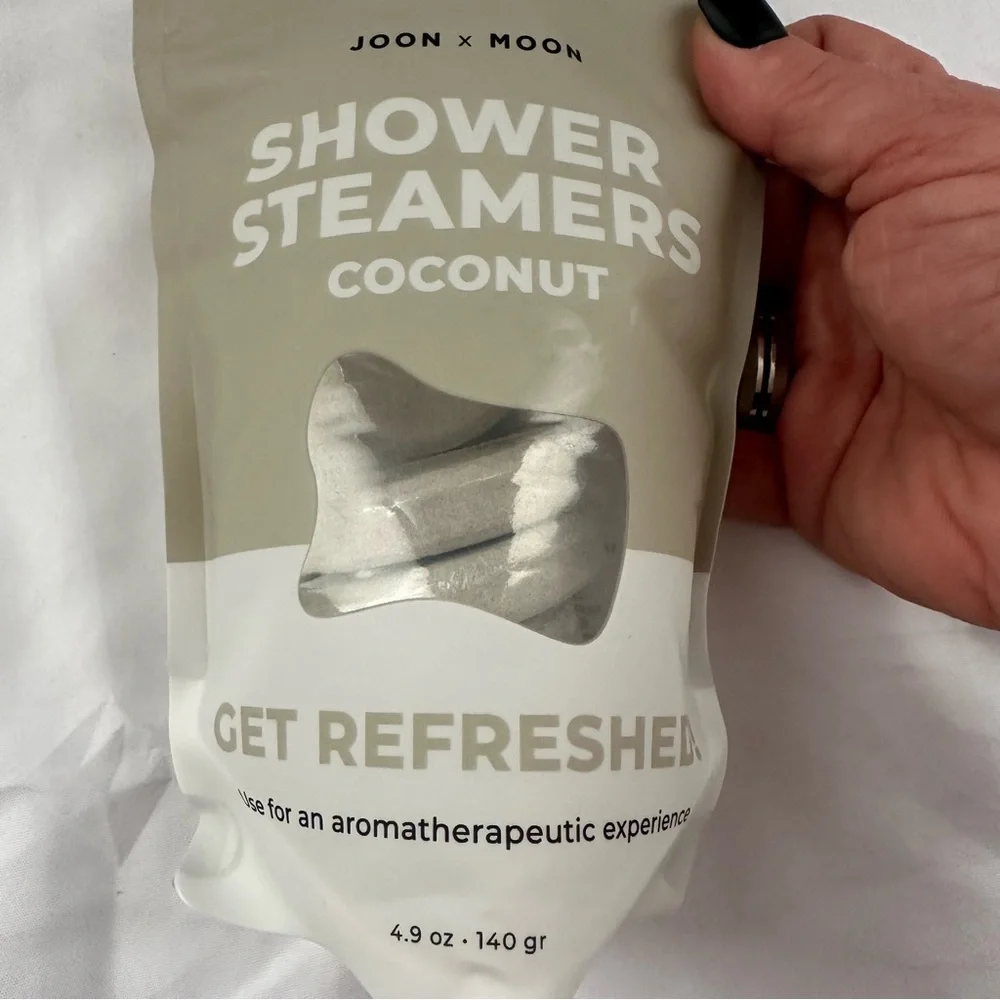 JOON x MOON
SHOWER
STEAMERS
COCONUT
GET REFRESHED!
Use for an aromatherapeutic experience
4.9 oz · 140 gr